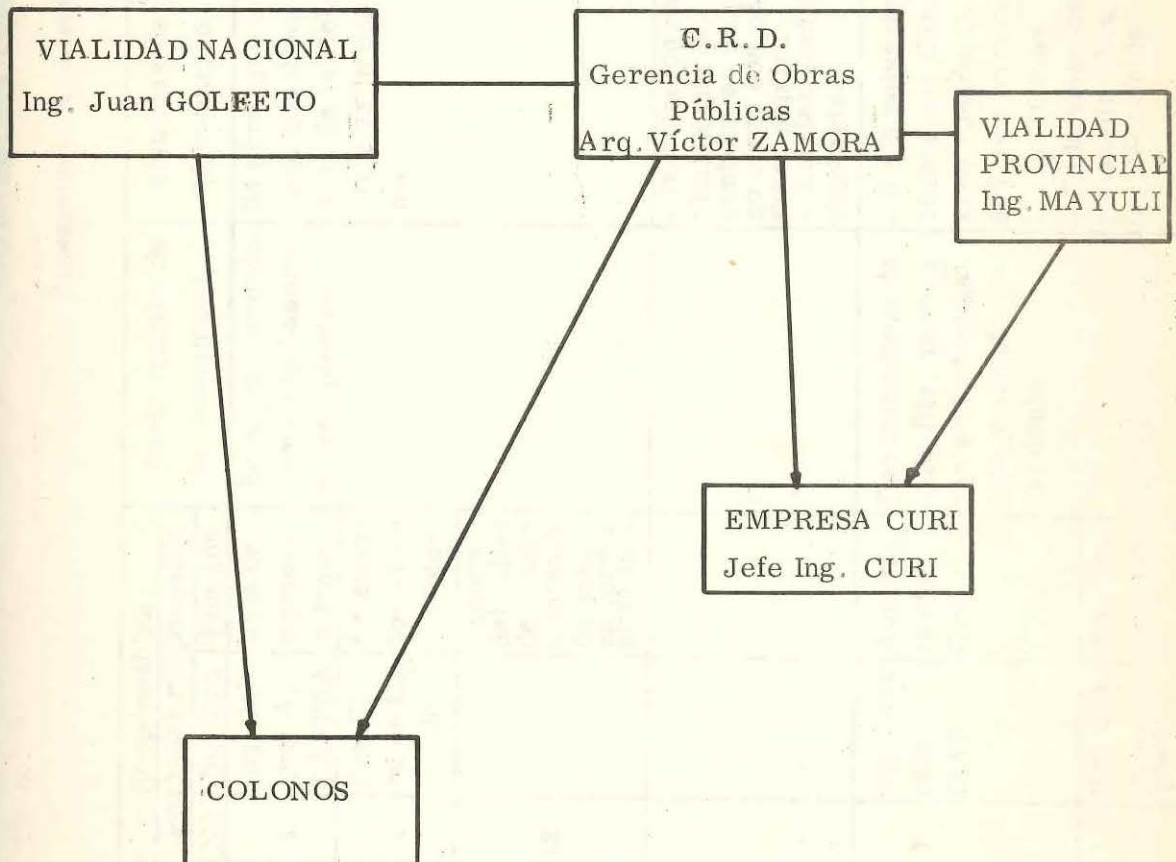 VIALIDAD NACIONAL
Ing. Juan GOLFETO
C.R.D.
Gerencia de Obras
Públicas
Arq. Víctor ZAMORA
VIALIDAD
PROVINCIAL
Ing. MAYULI
EMPRESA CURI
Jefe Ing. CURI
COLONOS